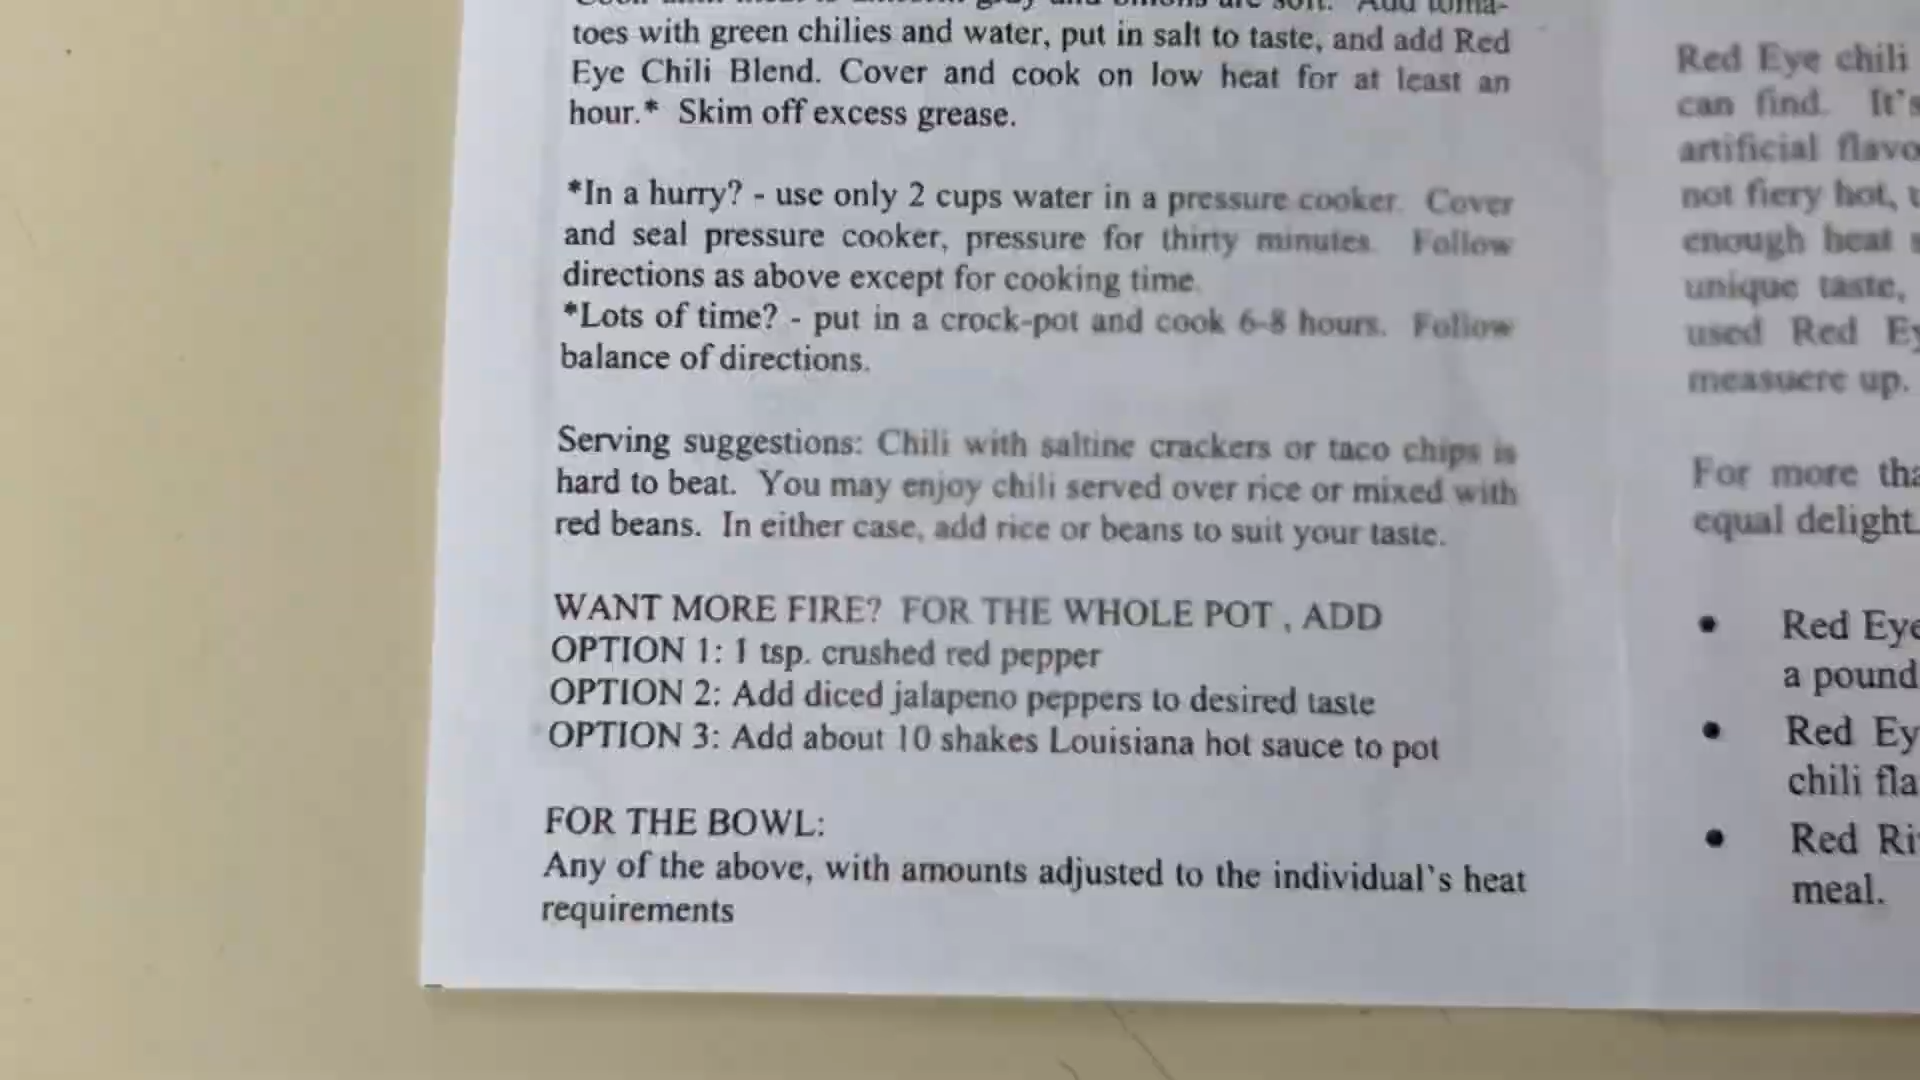 toes with green chilies and water, put in salt to taste, and add Red
Eye Chili Blend. Cover and cook on low heat for at least an
hour.* Skim off excess grease.
*In a hurry? - use only 2 cups water in a pressure cooker. Cover
and seal pressure cooker, pressure for thirty minutes. Follow
directions as above except for cooking time.
*Lots of time? - put in a crock-pot and cook 6-8 hours. Follow
balance of directions.
Serving suggestions: Chili with saltine crackers or taco chips is
hard to beat. You may enjoy chili served over rice or mixed with
red beans. In either case, add rice or beans to suit your taste.
WANT MORE FIRE? FOR THE WHOLE POT , ADD
OPTION 1: 1 tsp. crushed red pepper
OPTION 2: Add diced jalapeno peppers to desired taste
OPTION 3: Add about 10 shakes Louisiana hot sauce to pot
FOR THE BOWL:
Any of the above, with amounts adjusted to the individual's heat
requirements
Red Eye chili
can find. It's
artificial
not fiery hot,
enough heat
unique taste,
used Red
measuere up.
For more
equal delight.
• Red Eye
a pound
• Red
chili
• Red
meal.